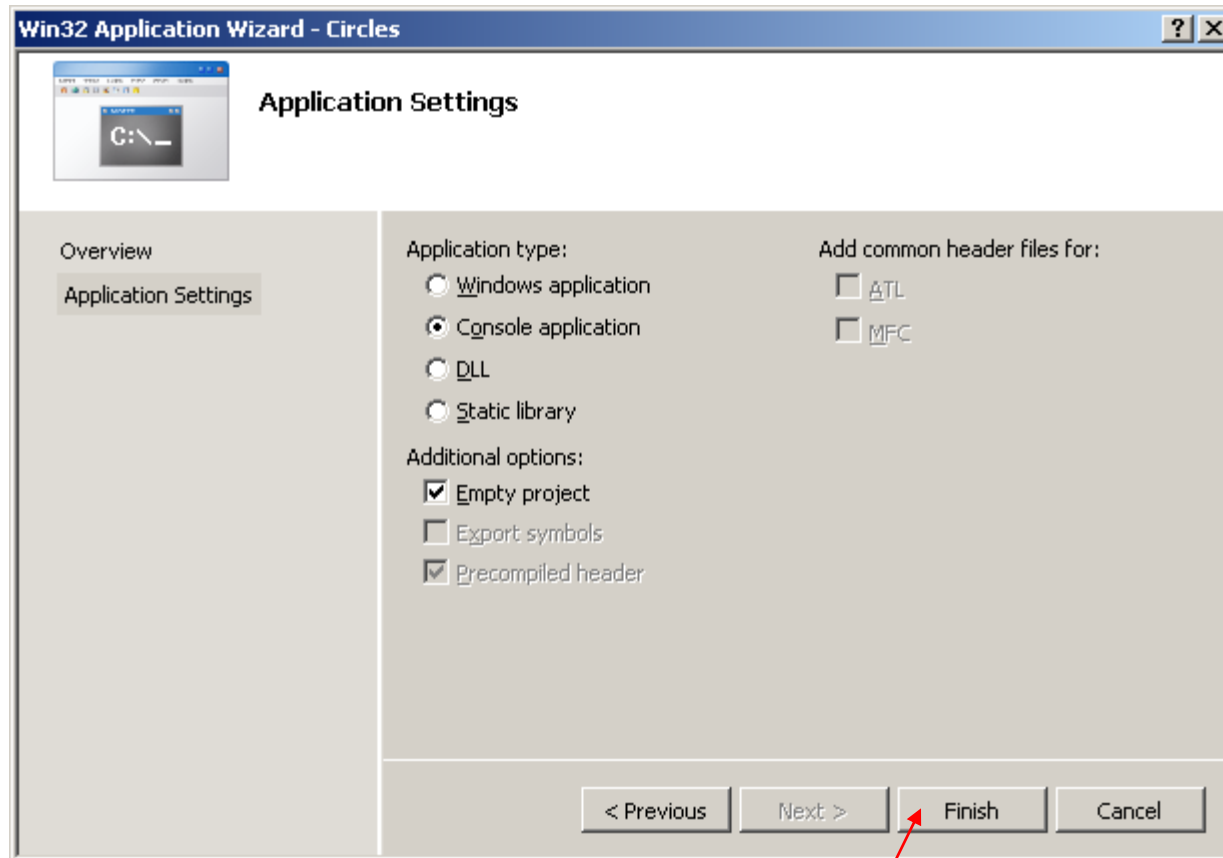 Win32 Application Wizard - Circles
C:\_
Application Settings
Overview
Application Settings
Application type:
Windows application
Console application
DLL
Static library
Additional options:
Empty project
Export symbols
Precompiled header
Add common header files for:
ATL
MFC
< Previous
Next >
Finish
Cancel